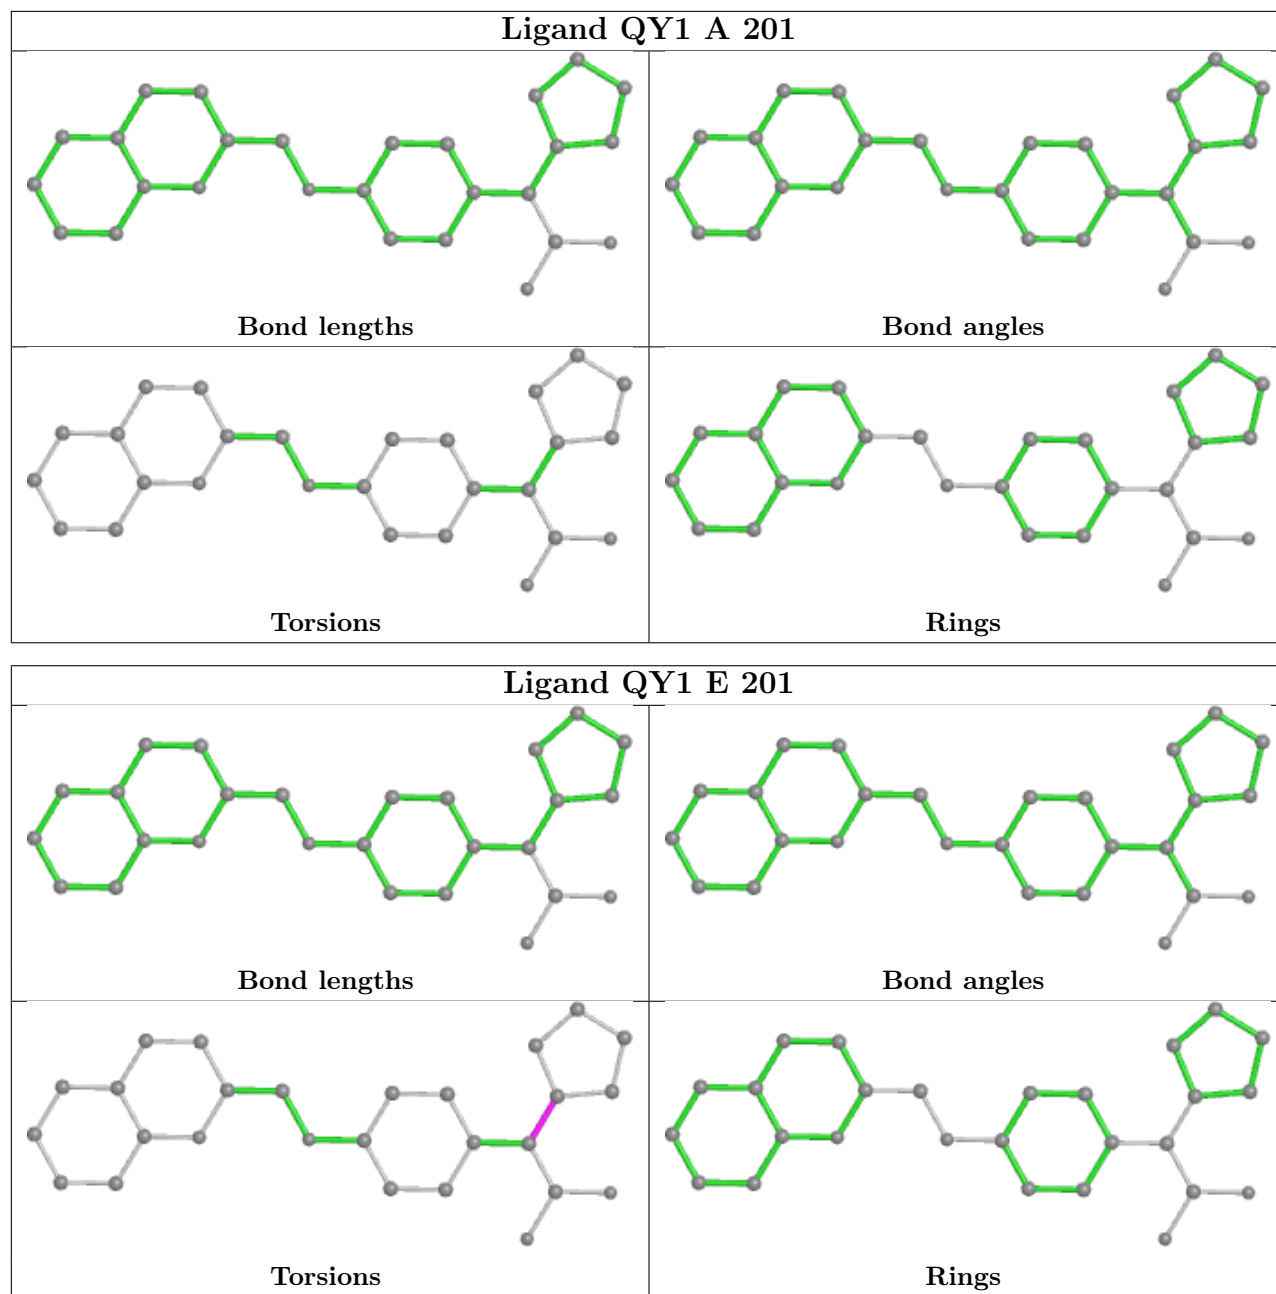 Ligand QY1 A 201
Bond lengths
Bond angles
Torsions
Rings
Ligand QY1 E 201
Bond lengths
Bond angles
Torsions
Rings